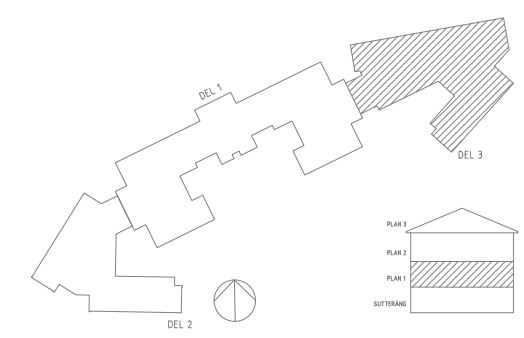 DEL 1
DEL 3
PLAN 3
PLAN 2
PLAN 1
SUTTERÄNG
DEL 2